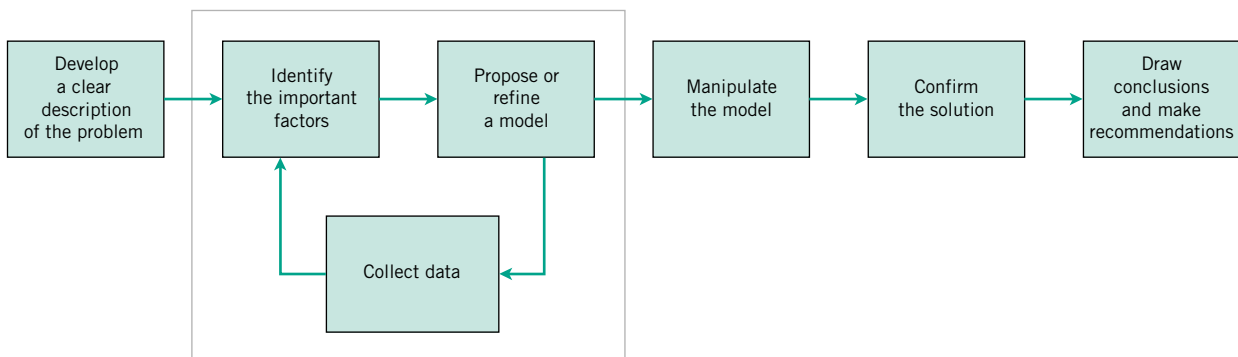 Develop
a clear
description
of the problem
Identify
the important
factors
Propose or
refine
a model
Manipulate
the model
Confirm
the solution
Draw
conclusions
and make
recommendations
Collect data